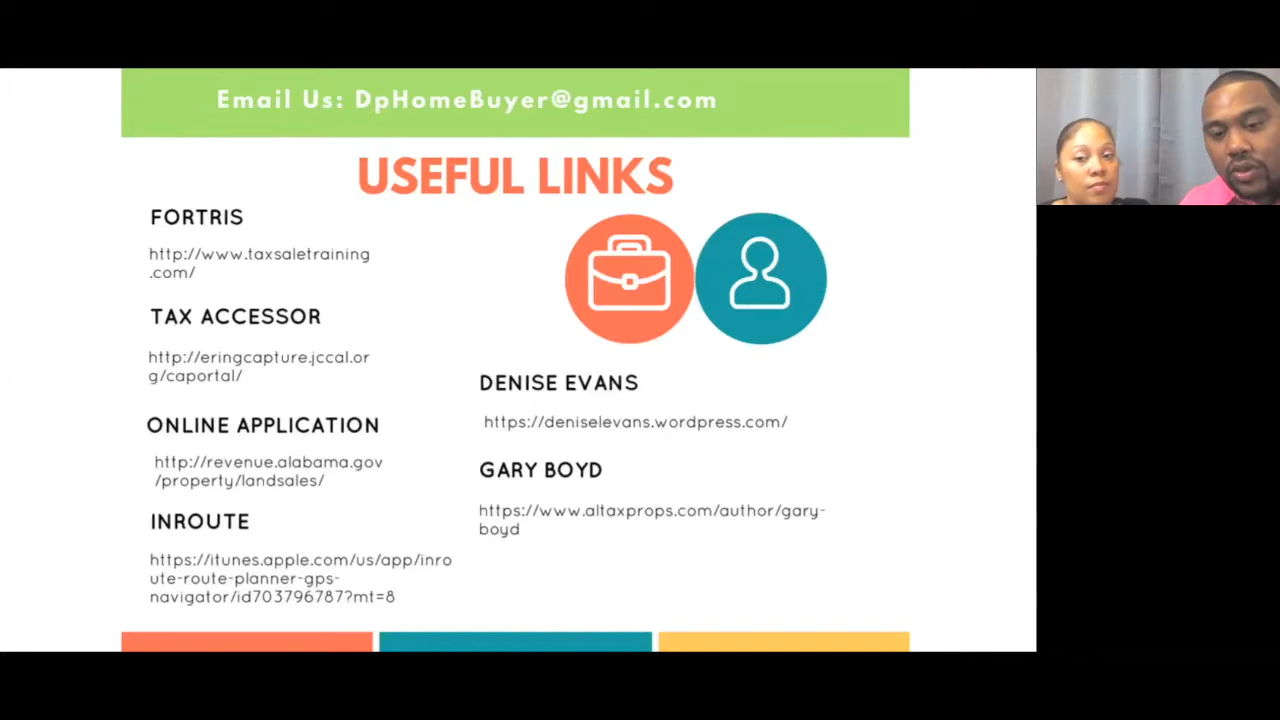 Email Us: DpHomeBuyer@gmail.com
USEFUL LINKS
FORTRIS
http://www.taxsaletraining
.com/
TAX ACCESSOR
http://eringcapture.jccal.or
g/caportal/
ONLINE APPLICATION
http://revenue.alabama.gov
/property/landsales/
INROUTE
https://itunes.apple.com/us/app/inro
ute-route-planner-gps-
navigator/id703796787?mt=8
DENISE EVANS
https://deniselevans.wordpress.com/
GARY BOYD
https://www.altaxprops.com/author/gary-
boyd